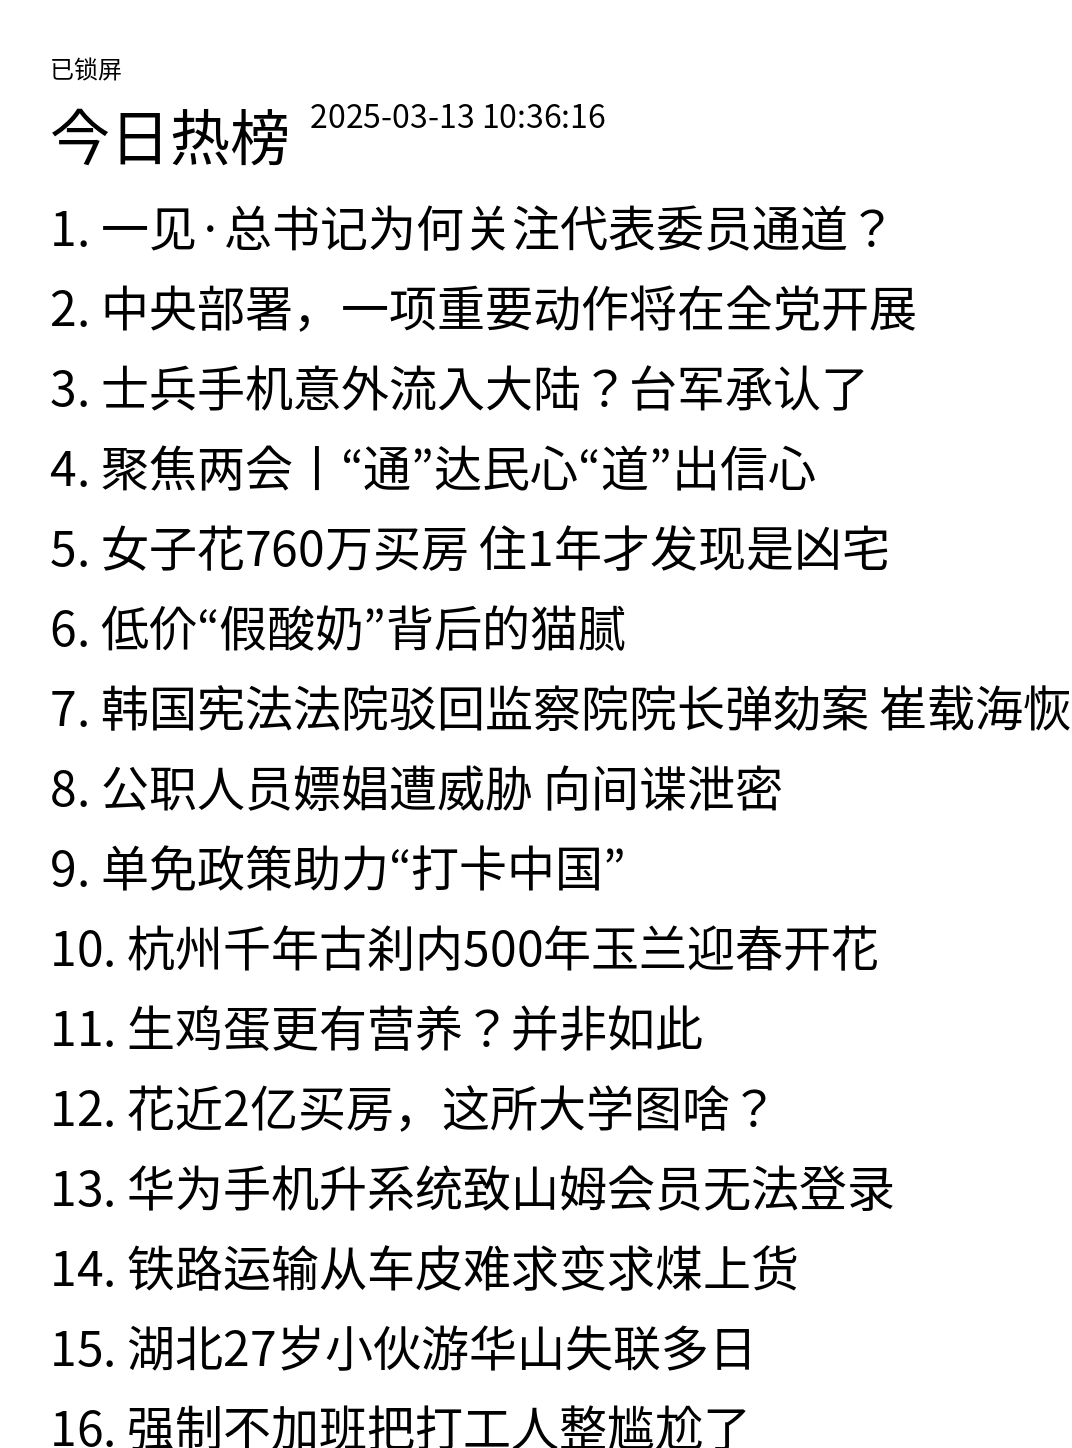 已锁屏
今日热榜 2025-03-13 10:36:16
1. 一见·总书记为何关注代表委员通道？
2. 中央部署，一项重要动作将在全党开展
3. 士兵手机意外流入大陆？台军承认了
4. 聚焦两会丨“通”达民心“道”出信心
5. 女子花760万买房 住1年才发现是凶宅
6. 低价“假酸奶”背后的猫腻
7. 韩国宪法法院驳回监察院院长弹劾案 崔载海恢
8. 公职人员嫖娼遭威胁 向间谍泄密
9. 单免政策助力“打卡中国”
10. 杭州千年古刹内500年玉兰迎春开花
11. 生鸡蛋更有营养？并非如此
12. 花近2亿买房，这所大学图啥？
13. 华为手机升系统致山姆会员无法登录
14. 铁路运输从车皮难求变求煤上货
15. 湖北27岁小伙游华山失联多日
16. 强制不加班把打工人整尴尬了